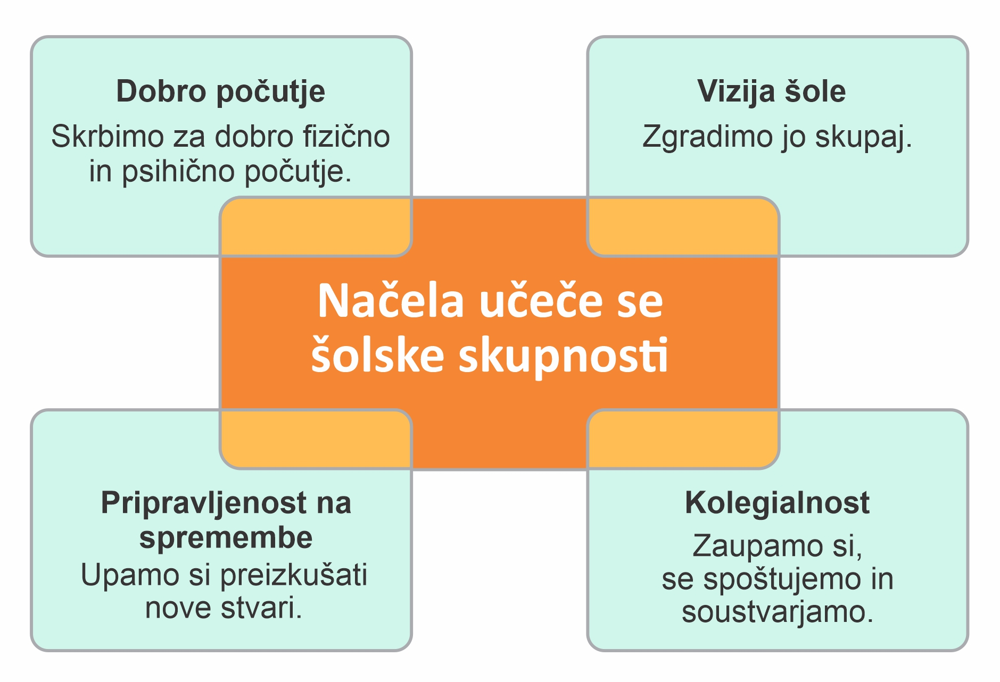 Dobro počutje
Skrbimo za dobro fizično
in psihično počutje.
Vizija šole
Zgradimo jo skupaj.
Načela učeče se
šolske skupnosti
Pripravljenost na
spremembe
Upamo si preizkušati
nove stvari.
Kolegialnost
Zaupamo si,
se spoštujemo in
soustvarjamo.